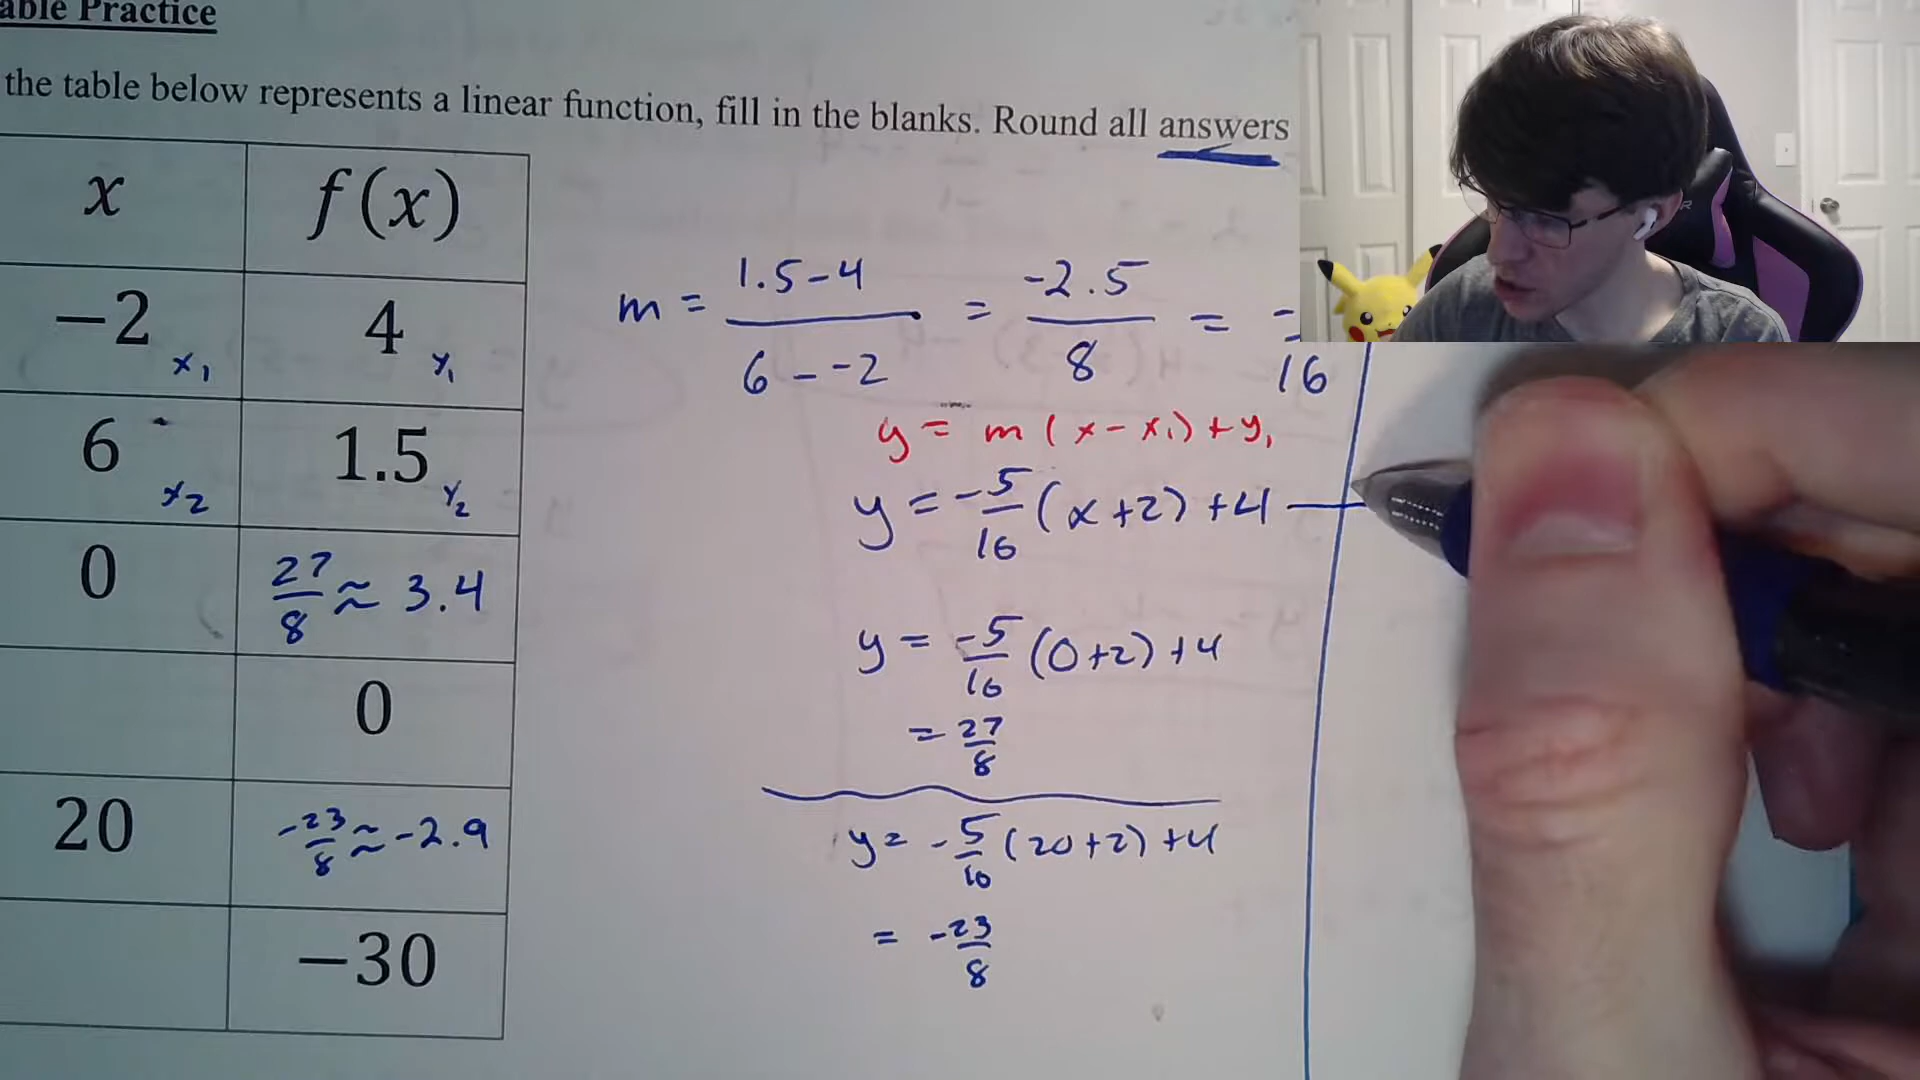 able Practice
the table below represents a linear function, fill in the blanks. Round all answers
x f(x)
-2 x₁ 4 y₁
6 x₂ 1.5 y₂
0 27/8 ≈ 3.4
0
20 -23/8 ≈ -2.9
-30
m = (1.5-4)/(6--2) = -2.5/8 = 16
y = m(x-x₁)+y₁
y = -5/16 (x+2)+4
y = -5/16 (0+2)+4
= 27/8
y = -5/16 (20+2)+4
= -23/8